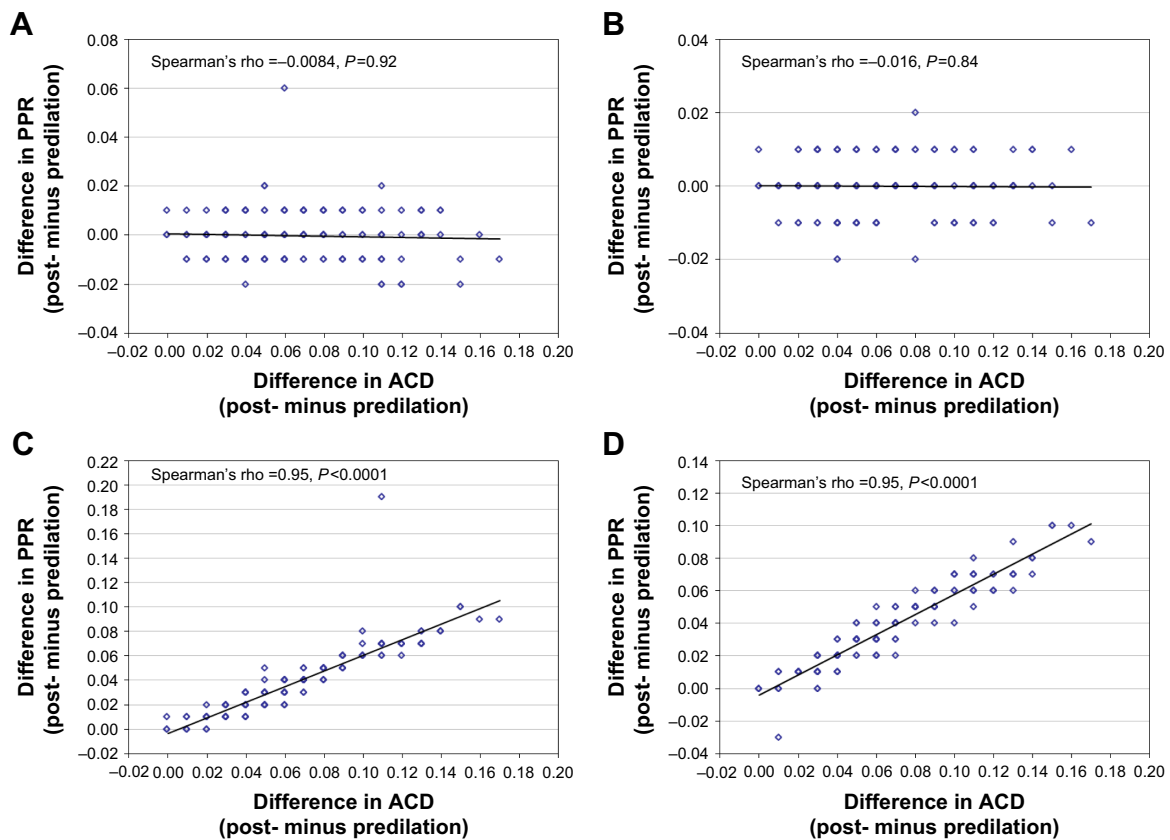 A
0.08
Spearman's rho =–0.0084, P=0.92
0.06
0.04
0.02
0.00
–0.02
–0.04
–0.02 0.00 0.02 0.04 0.06 0.08 0.10 0.12 0.14 0.16 0.18 0.20
Difference in PPR
(post- minus predilation)
Difference in ACD
(post- minus predilation)
B
0.04
Spearman's rho =–0.016, P=0.84
0.02
0.00
–0.02
–0.04
–0.02 0.00 0.02 0.04 0.06 0.08 0.10 0.12 0.14 0.16 0.18 0.20
Difference in PPR
(post- minus predilation)
Difference in ACD
(post- minus predilation)
C
0.22
Spearman's rho =0.95, P<0.0001
0.20
0.18
0.16
0.14
0.12
0.10
0.08
0.06
0.04
0.02
0.00
–0.02
–0.02 0.00 0.02 0.04 0.06 0.08 0.10 0.12 0.14 0.16 0.18 0.20
Difference in PPR
(post- minus predilation)
Difference in ACD
(post- minus predilation)
D
0.14
Spearman's rho =0.95, P<0.0001
0.12
0.10
0.08
0.06
0.04
0.02
0.00
–0.02
–0.04
–0.02 0.00 0.02 0.04 0.06 0.08 0.10 0.12 0.14 0.16 0.18 0.20
Difference in PPR
(post- minus predilation)
Difference in ACD
(post- minus predilation)